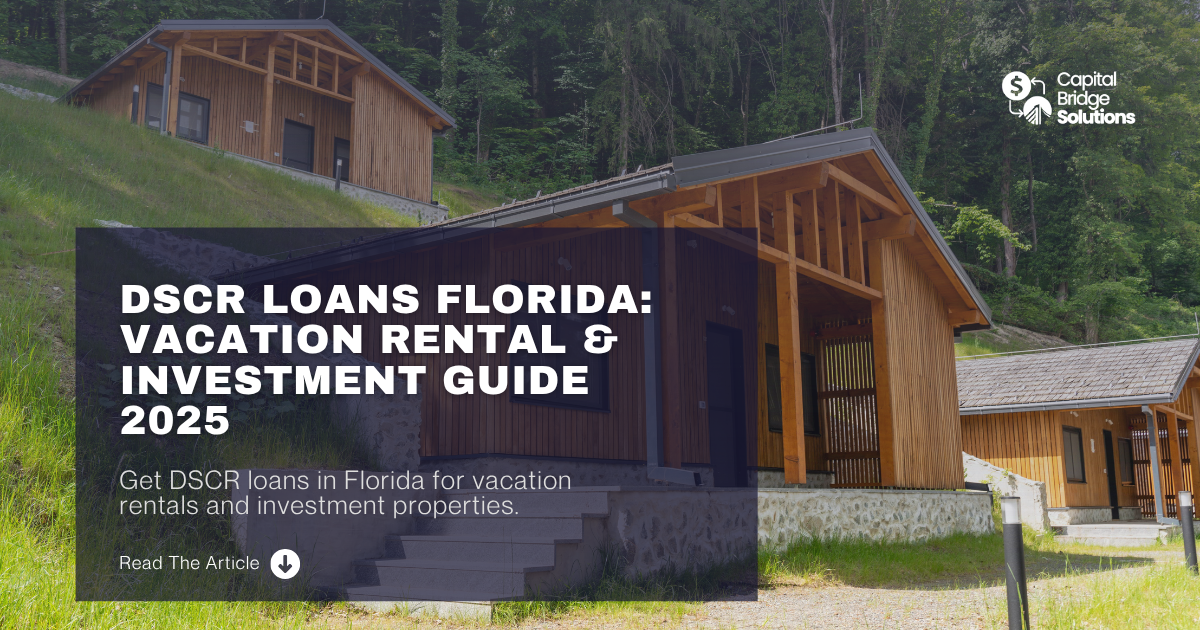 Capital
Bridge
Solutions
DSCR LOANS FLORIDA:
VACATION RENTAL &
INVESTMENT GUIDE
2025
Get DSCR loans in Florida for vacation
rentals and investment properties.
Read The Article